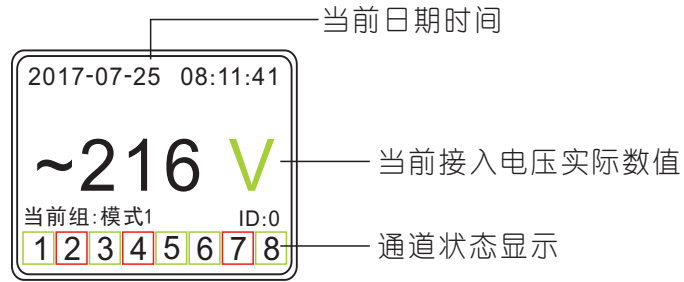 当前日期时间
2017-07-25 08:11:41
~216 V
当前接入电压实际数值
当前组:模式1 ID:0
1 2 3 4 5 6 7 8
通道状态显示